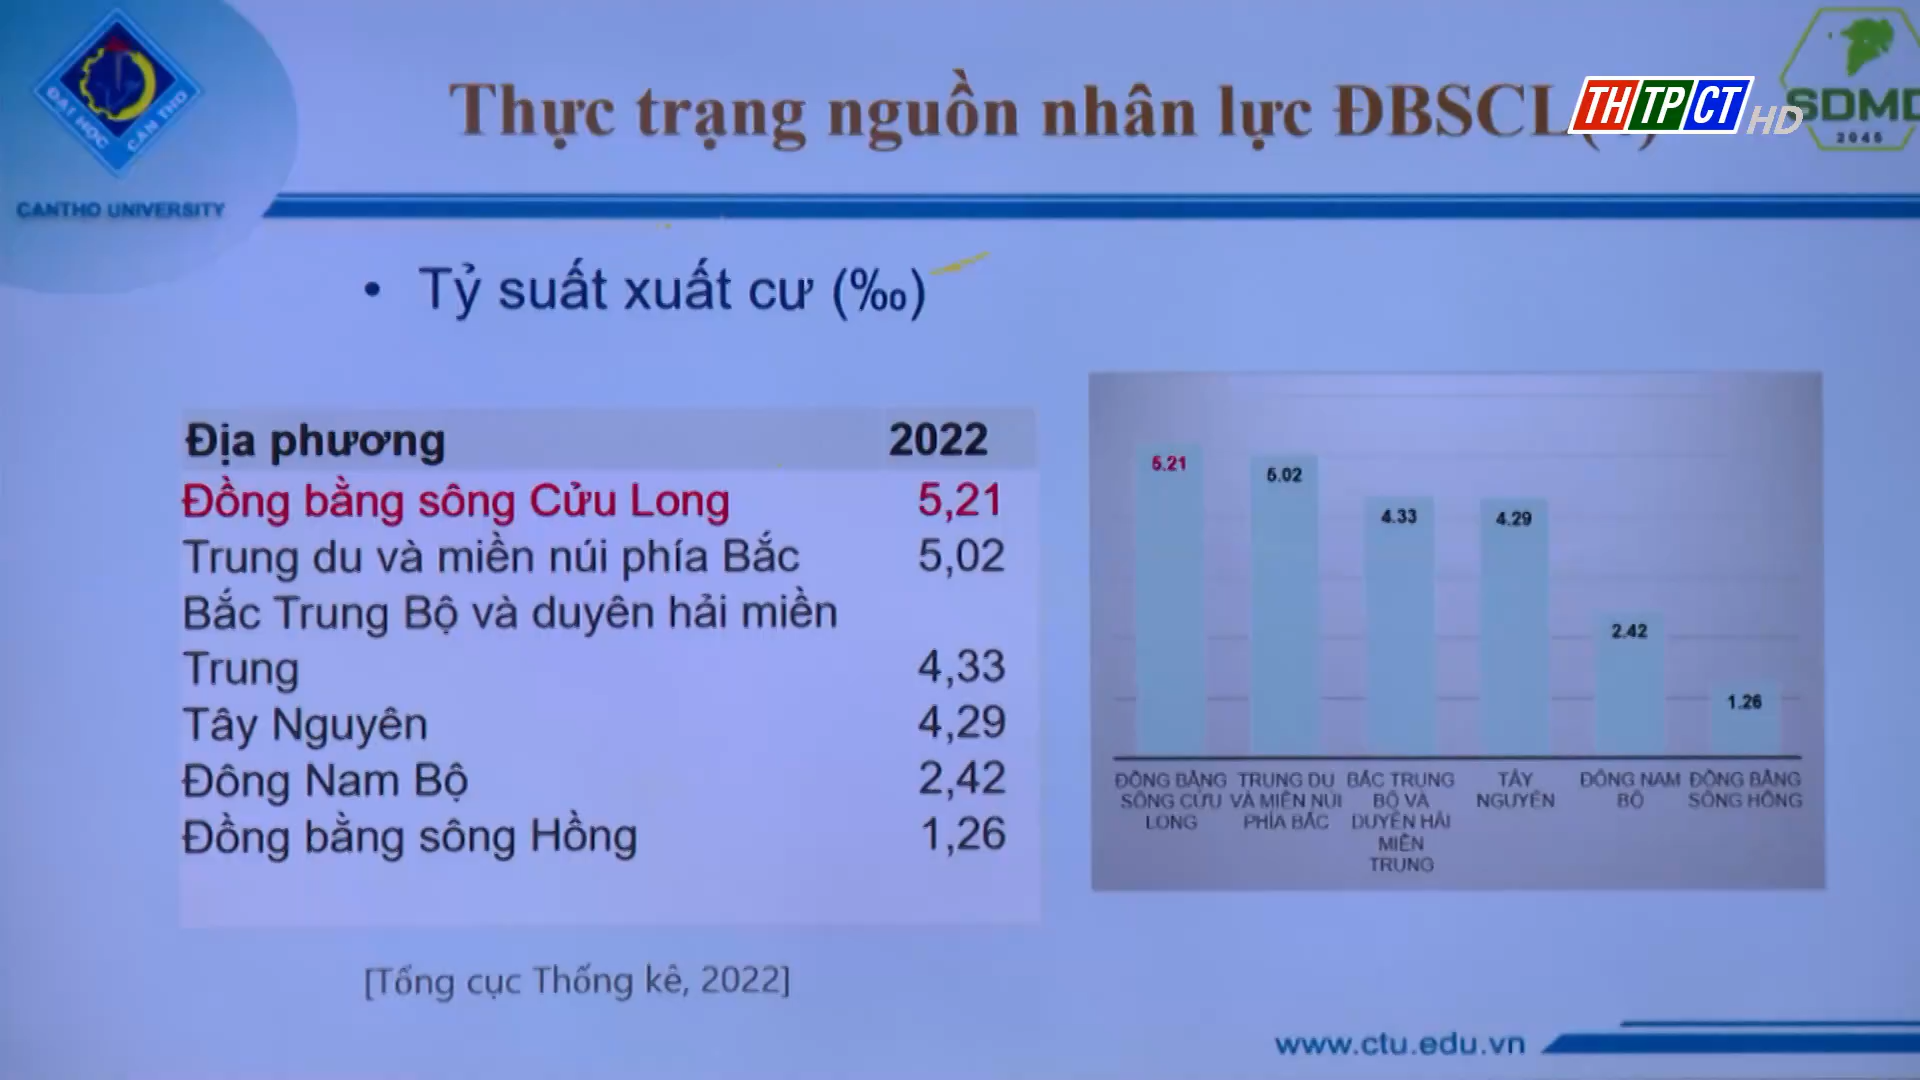 ĐẠI HỌC CẦN THƠ
CANTHO UNIVERSITY
Thực trạng nguồn nhân lực ĐBSCL
THTPCT HD
SDMD
2045
• Tỷ suất xuất cư (‰)
Địa phương 2022
Đồng bằng sông Cửu Long 5,21
Trung du và miền núi phía Bắc 5,02
Bắc Trung Bộ và duyên hải miền
Trung 4,33
Tây Nguyên 4,29
Đông Nam Bộ 2,42
Đồng bằng sông Hồng 1,26
[Tổng cục Thống kê, 2022]
5.21
5.02
4.33
4.29
2.42
1.26
ĐỒNG BẰNG
SÔNG CỬU
LONG
TRUNG DU
VÀ MIỀN NÚI
PHÍA BẮC
BẮC TRUNG
BỘ VÀ
DUYÊN HẢI
MIỀN
TRUNG
TÂY
NGUYÊN
ĐÔNG NAM
BỘ
ĐỒNG BẰNG
SÔNG HỒNG
www.ctu.edu.vn